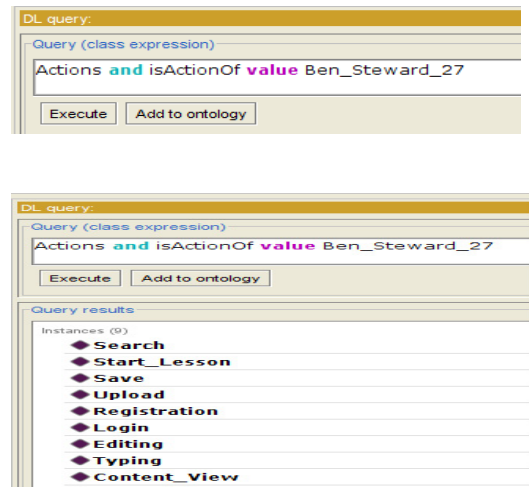 DL query:
Query (class expression)
Actions and isActionOf value Ben_Steward_27
Execute Add to ontology
DL query:
Query (class expression)
Actions and isActionOf value Ben_Steward_27
Execute Add to ontology
Query results
Instances (9)
Search
Start_Lesson
Save
Upload
Registration
Login
Editing
Typing
Content_View